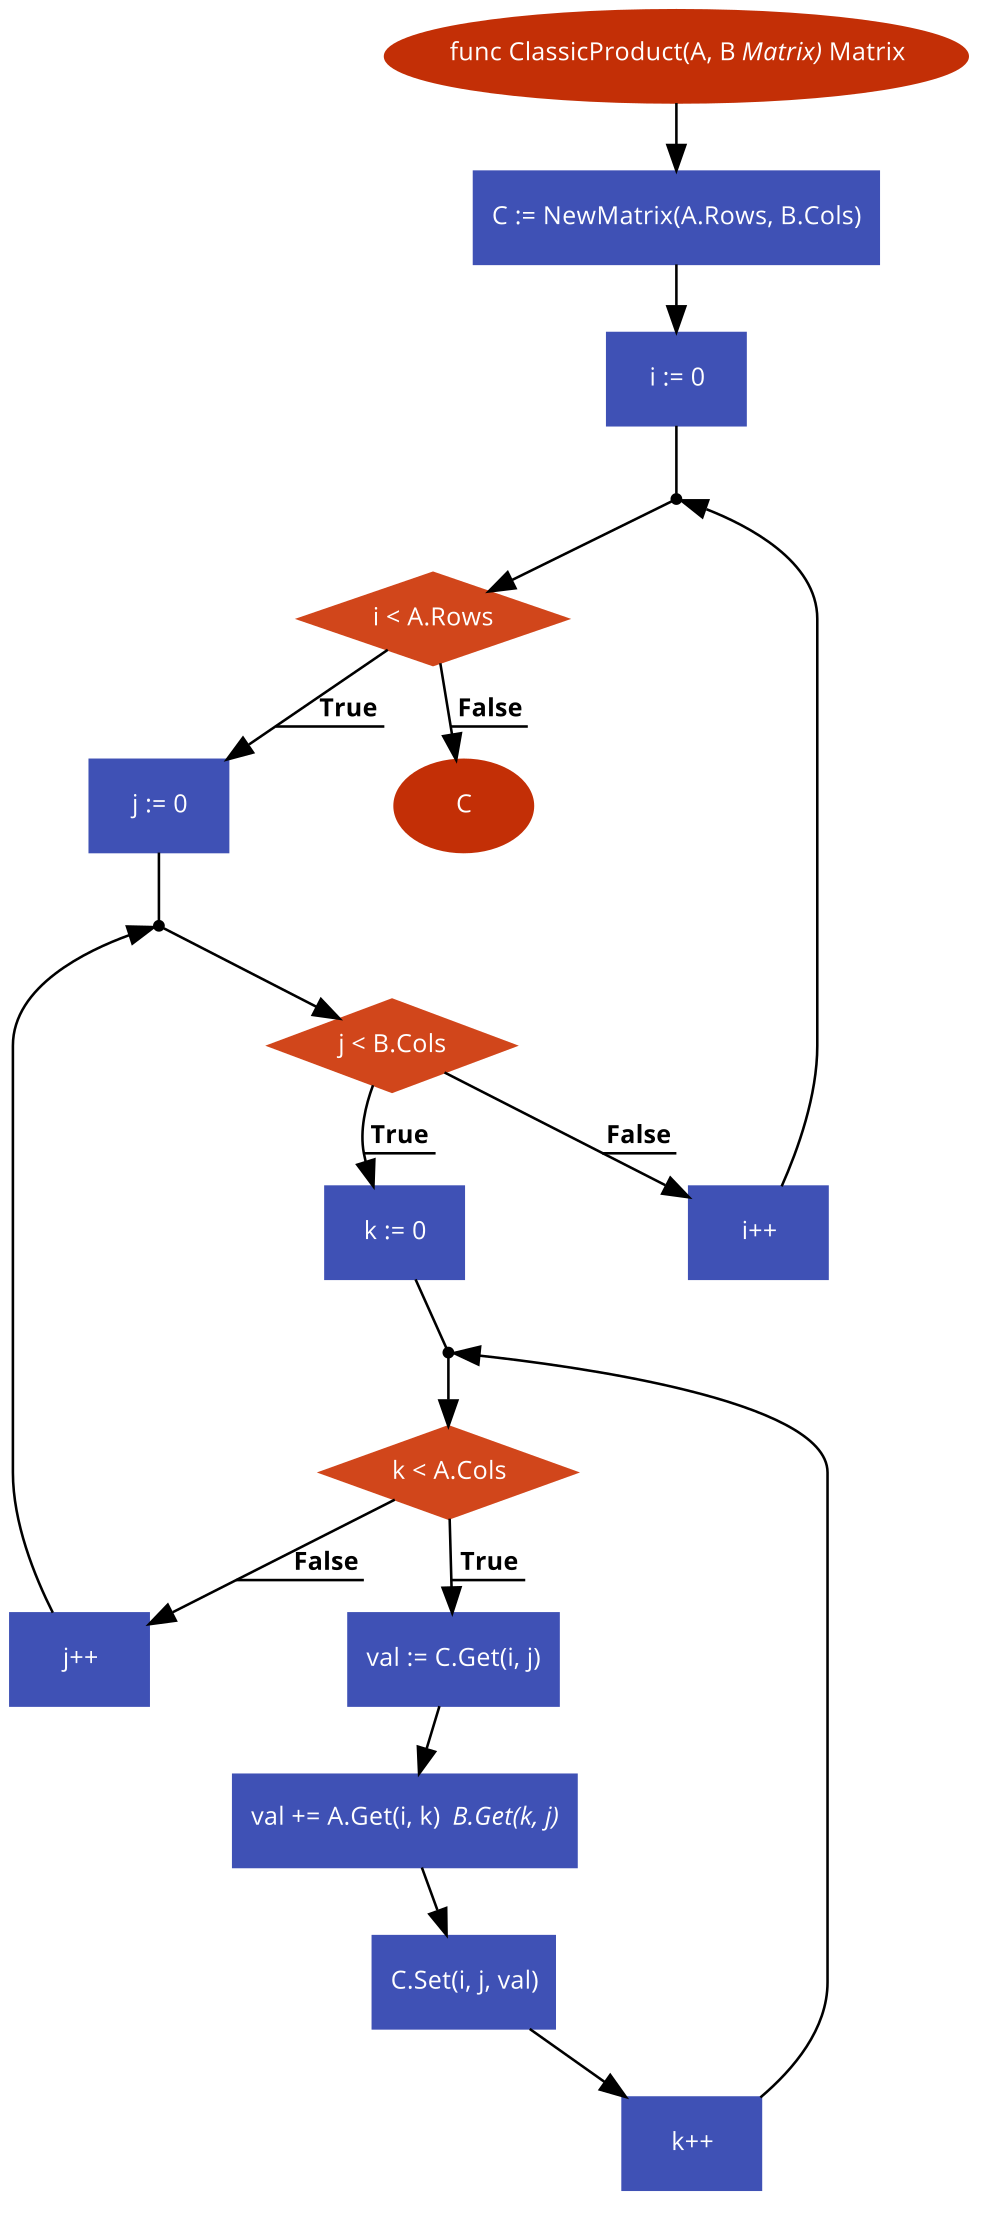 func ClassicProduct(A, B Matrix) Matrix
C := NewMatrix(A.Rows, B.Cols)
i := 0
i < A.Rows
True
False
j := 0
C
j < B.Cols
True
False
k := 0
i++
k < A.Cols
False
True
j++
val := C.Get(i, j)
val += A.Get(i, k) B.Get(k, j)
C.Set(i, j, val)
k++